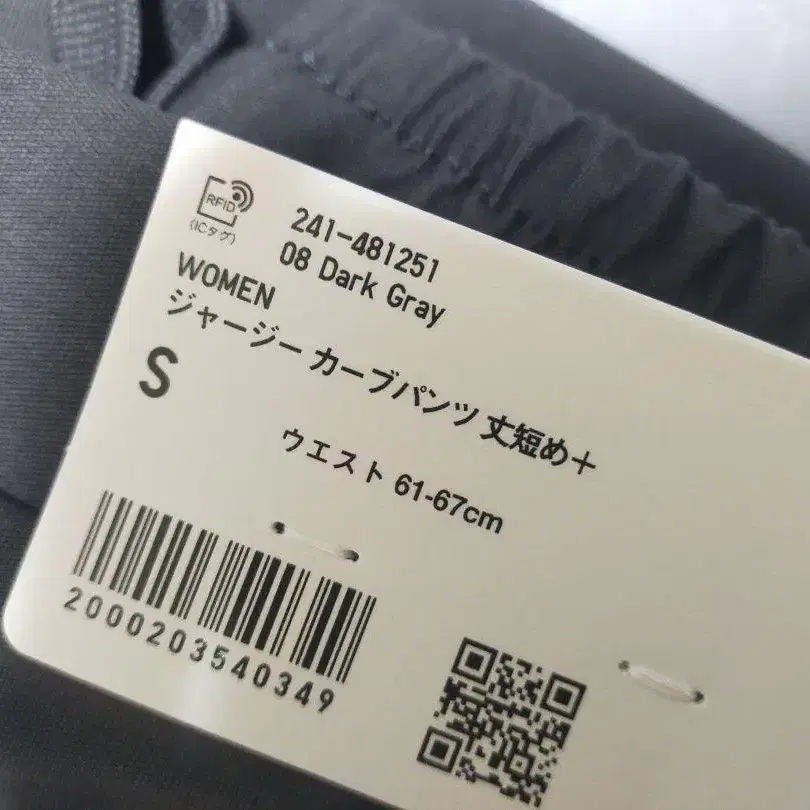 RFID
(ICタグ)
241-481251
08 Dark Gray
WOMEN
ジャージー カーブパンツ 丈短め+
S
ウエスト 61-67cm
2000203540349